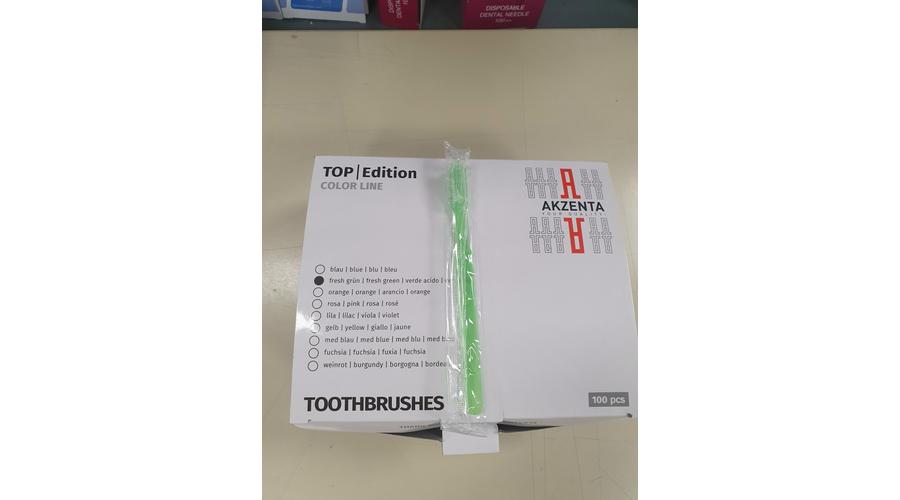 DISPOSABLE
DENTAL NEEDLE
DISPOSABLE
DENTAL
TOP|Edition
COLOR LINE
AKZENTA
YOUR QUALITY!
blau | blue | blu | bleu
fresh grün | fresh green | verde acido |
orange | orange | arancio | orange
rosa | pink | rosa | rosé
lila | lilac | viola | violet
gelb | yellow | giallo | jaune
med blau | med blue | med blu | med
fuchsia | fuchsia | fuxia | fuchsia
weinrot | burgundy | borgogna |
TOOTHBRUSHES
100 pcs